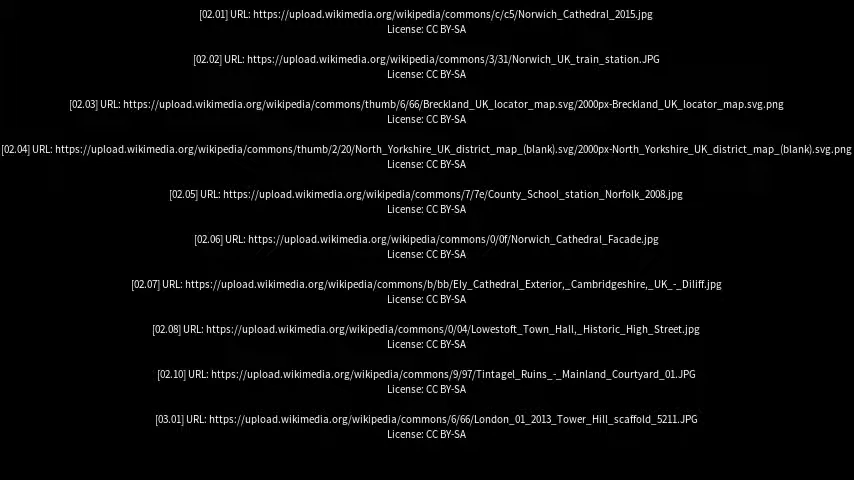 [02.01] URL: https://upload.wikimedia.org/wikipedia/commons/c/c5/Norwich_Cathedral_2015.jpg
License: CC BY-SA
[02.02] URL: https://upload.wikimedia.org/wikipedia/commons/3/31/Norwich_UK_train_station.JPG
License: CC BY-SA
[02.03] URL: https://upload.wikimedia.org/wikipedia/commons/thumb/6/66/Breckland_UK_locator_map.svg/2000px-Breckland_UK_locator_map.svg.png
License: CC BY-SA
[02.04] URL: https://upload.wikimedia.org/wikipedia/commons/thumb/2/20/North_Yorkshire_UK_district_map_(blank).svg/2000px-North_Yorkshire_UK_district_map_(blank).svg.png
License: CC BY-SA
[02.05] URL: https://upload.wikimedia.org/wikipedia/commons/7/7e/County_School_station_Norfolk_2008.jpg
License: CC BY-SA
[02.06] URL: https://upload.wikimedia.org/wikipedia/commons/0/0f/Norwich_Cathedral_Facade.jpg
License: CC BY-SA
[02.07] URL: https://upload.wikimedia.org/wikipedia/commons/b/bb/Ely_Cathedral_Exterior,_Cambridgeshire,_UK_-_Diliff.jpg
License: CC BY-SA
[02.08] URL: https://upload.wikimedia.org/wikipedia/commons/0/04/Lowestoft_Town_Hall,_Historic_High_Street.jpg
License: CC BY-SA
[02.10] URL: https://upload.wikimedia.org/wikipedia/commons/9/97/Tintagel_Ruins_-_Mainland_Courtyard_01.JPG
License: CC BY-SA
[03.01] URL: https://upload.wikimedia.org/wikipedia/commons/6/66/London_01_2013_Tower_Hill_scaffold_5211.JPG
License: CC BY-SA